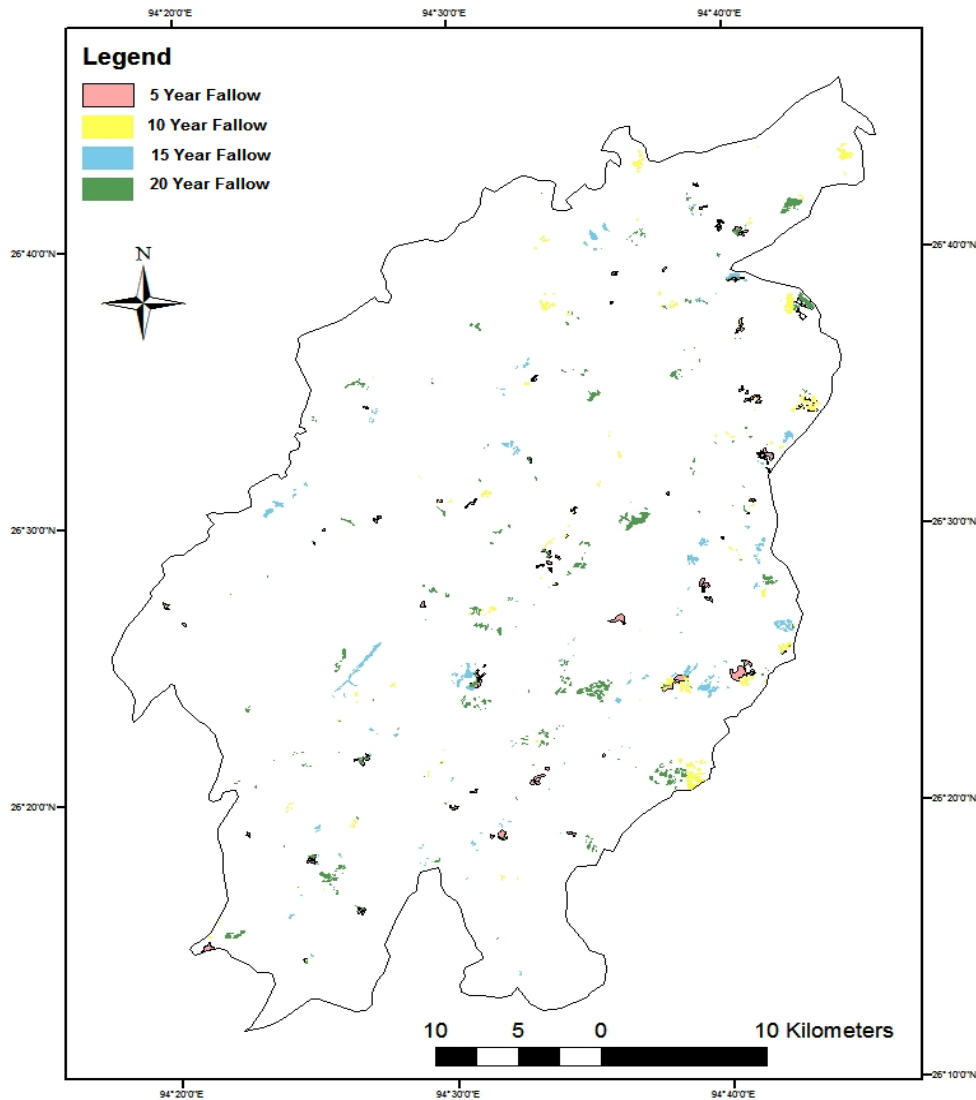 94°20'0"E 94°30'0"E 94°40'0"E
Legend
5 Year Fallow
10 Year Fallow
15 Year Fallow
20 Year Fallow
N
26°40'0"N 26°40'0"N
26°30'0"N 26°30'0"N
26°20'0"N 26°20'0"N
10 5 0 10 Kilometers
26°10'0"N
94°20'0"E 94°30'0"E 94°40'0"E